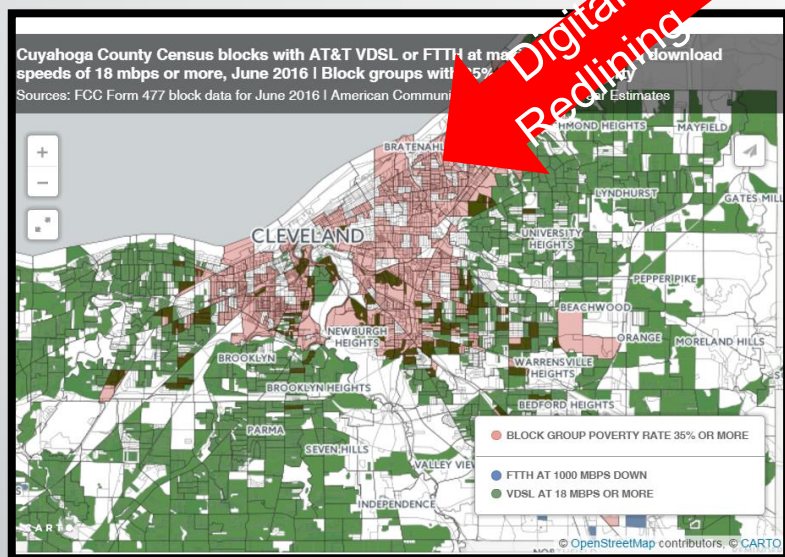 Digital
Redlining
Cuyahoga County Census blocks with AT&T VDSL or FTTH at download
speeds of 18 mbps or more, June 2016 | Block groups with
Sources: FCC Form 477 block data for June 2016 | American Estimates
+
−
BRATENAHL
HMOND HEIGHTS
MAYFIELD
LYNDHURST
GATES MILL
CLEVELAND
UNIVERSITY
HEIGHTS
PEPPER PIKE
BEACHWOOD
ORANGE
MORELAND HILLS
NEWBURGH
HEIGHTS
BROOKLYN
WARRENSVILLE
HEIGHTS
BROOKLYN HEIGHTS
BEDFORD HEIGHTS
PARMA
SEVEN HILLS
VALLEY VIEW
INDEPENDENCE
BLOCK GROUP POVERTY RATE 35% OR MORE
FTTH AT 1000 MBPS DOWN
VDSL AT 18 MBPS OR MORE
CARTO
© OpenStreetMap contributors, © CARTO